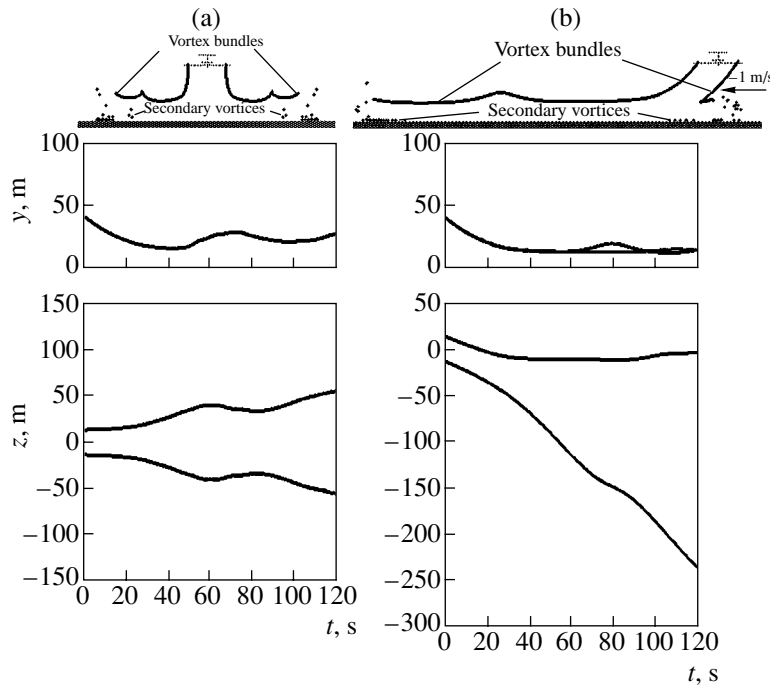 (a)
(b)
Vortex bundles
Secondary vortices
Vortex bundles
–1 m/s
Secondary vortices
y, m
100
50
0
100
50
0
z, m
150
100
50
0
–50
–100
–150
0 20 40 60 80 100 120
t, s
50
0
–50
–100
–150
–200
–250
–300
0 20 40 60 80 100 120
t, s